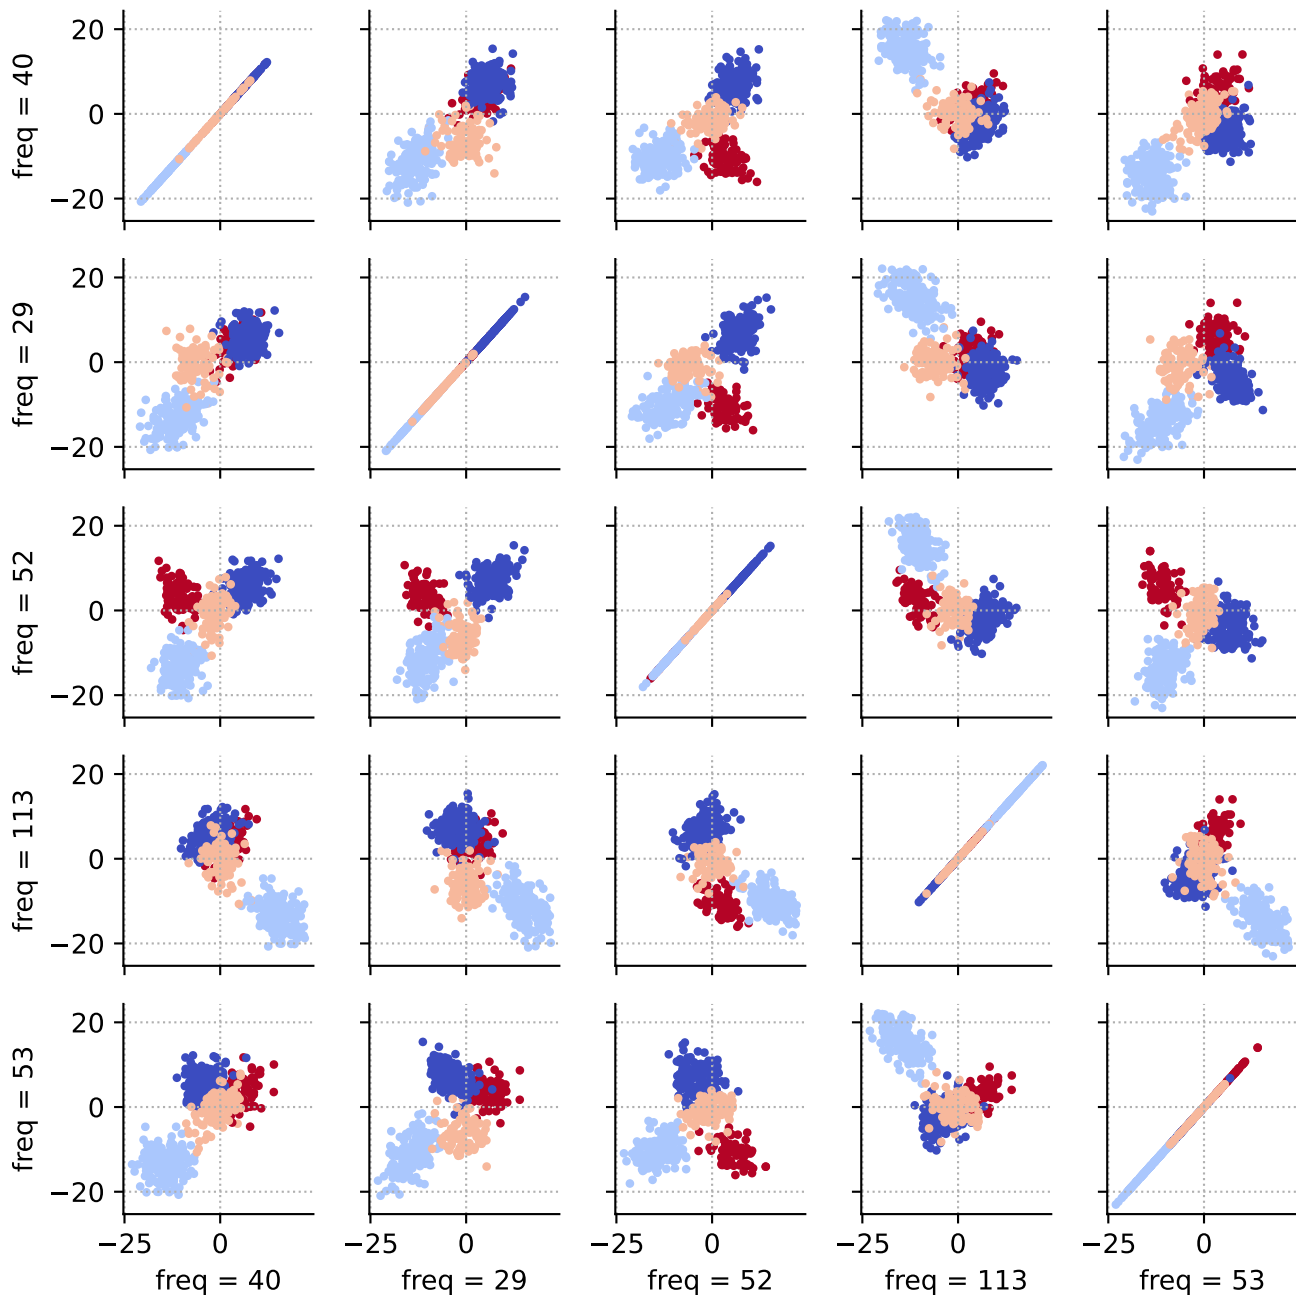 20
0
−20
freq = 40
20
0
−20
freq = 29
20
0
−20
freq = 52
20
0
−20
freq = 113
20
0
−20
freq = 53
−25 0 −25 0 −25 0 −25 0 −25 0
freq = 40 freq = 29 freq = 52 freq = 113 freq = 53